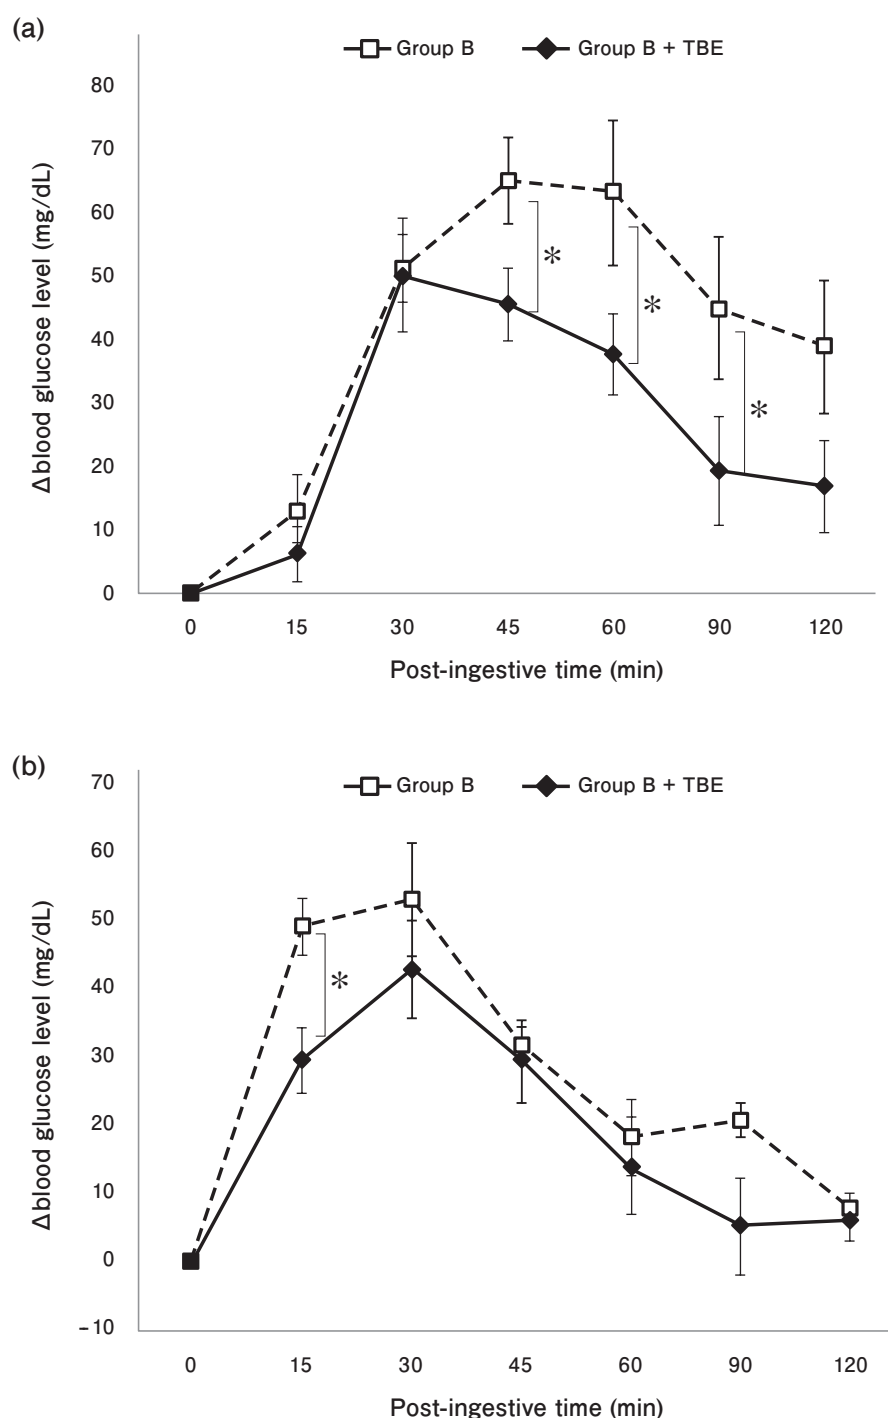 (a)
Group B
Group B + TBE
Δblood glucose level (mg/dL)
80
70
60
50
40
30
20
10
0
*
*
*
0 15 30 45 60 90 120
Post-ingestive time (min)
(b)
Group B
Group B + TBE
Δblood glucose level (mg/dL)
70
60
50
40
30
20
10
0
−10
*
0 15 30 45 60 90 120
Post-ingestive time (min)